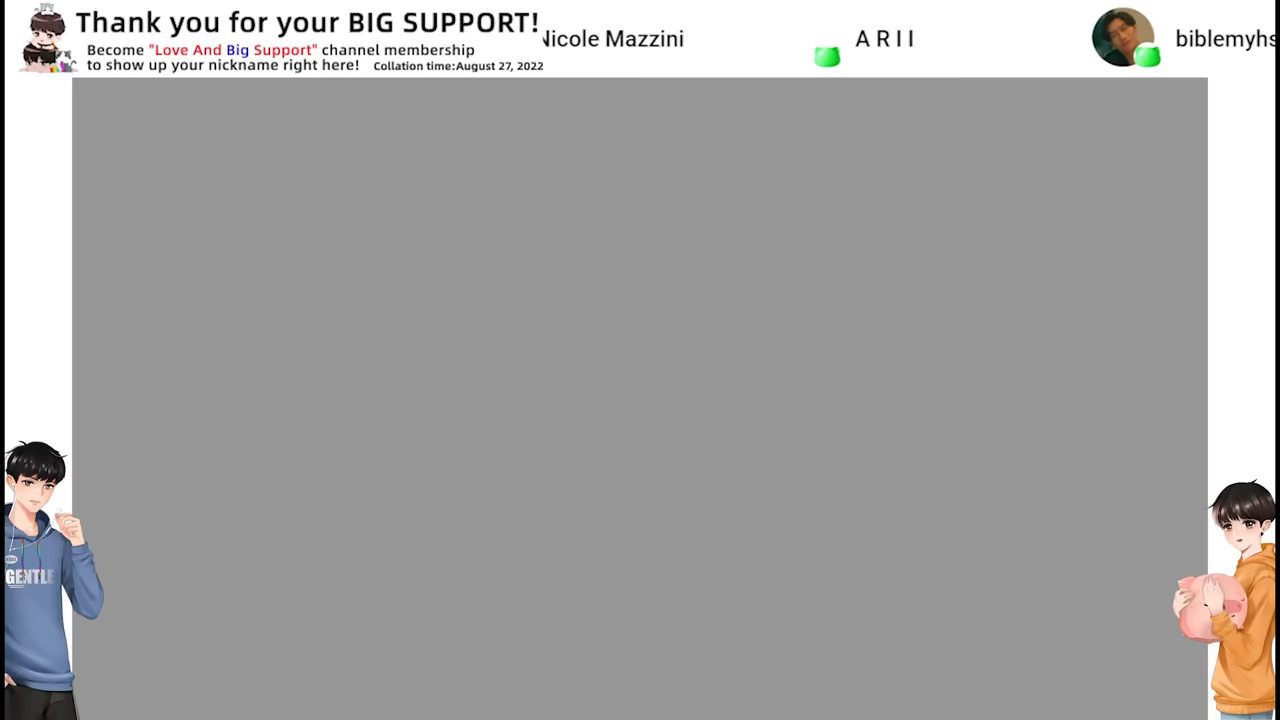 Thank you for your BIG SUPPORT!
Become "Love And Big Support" channel membership
to show up your nickname right here! Collation time:August 27, 2022
Nicole Mazzini
A R I I
biblemyhs
GENTLE